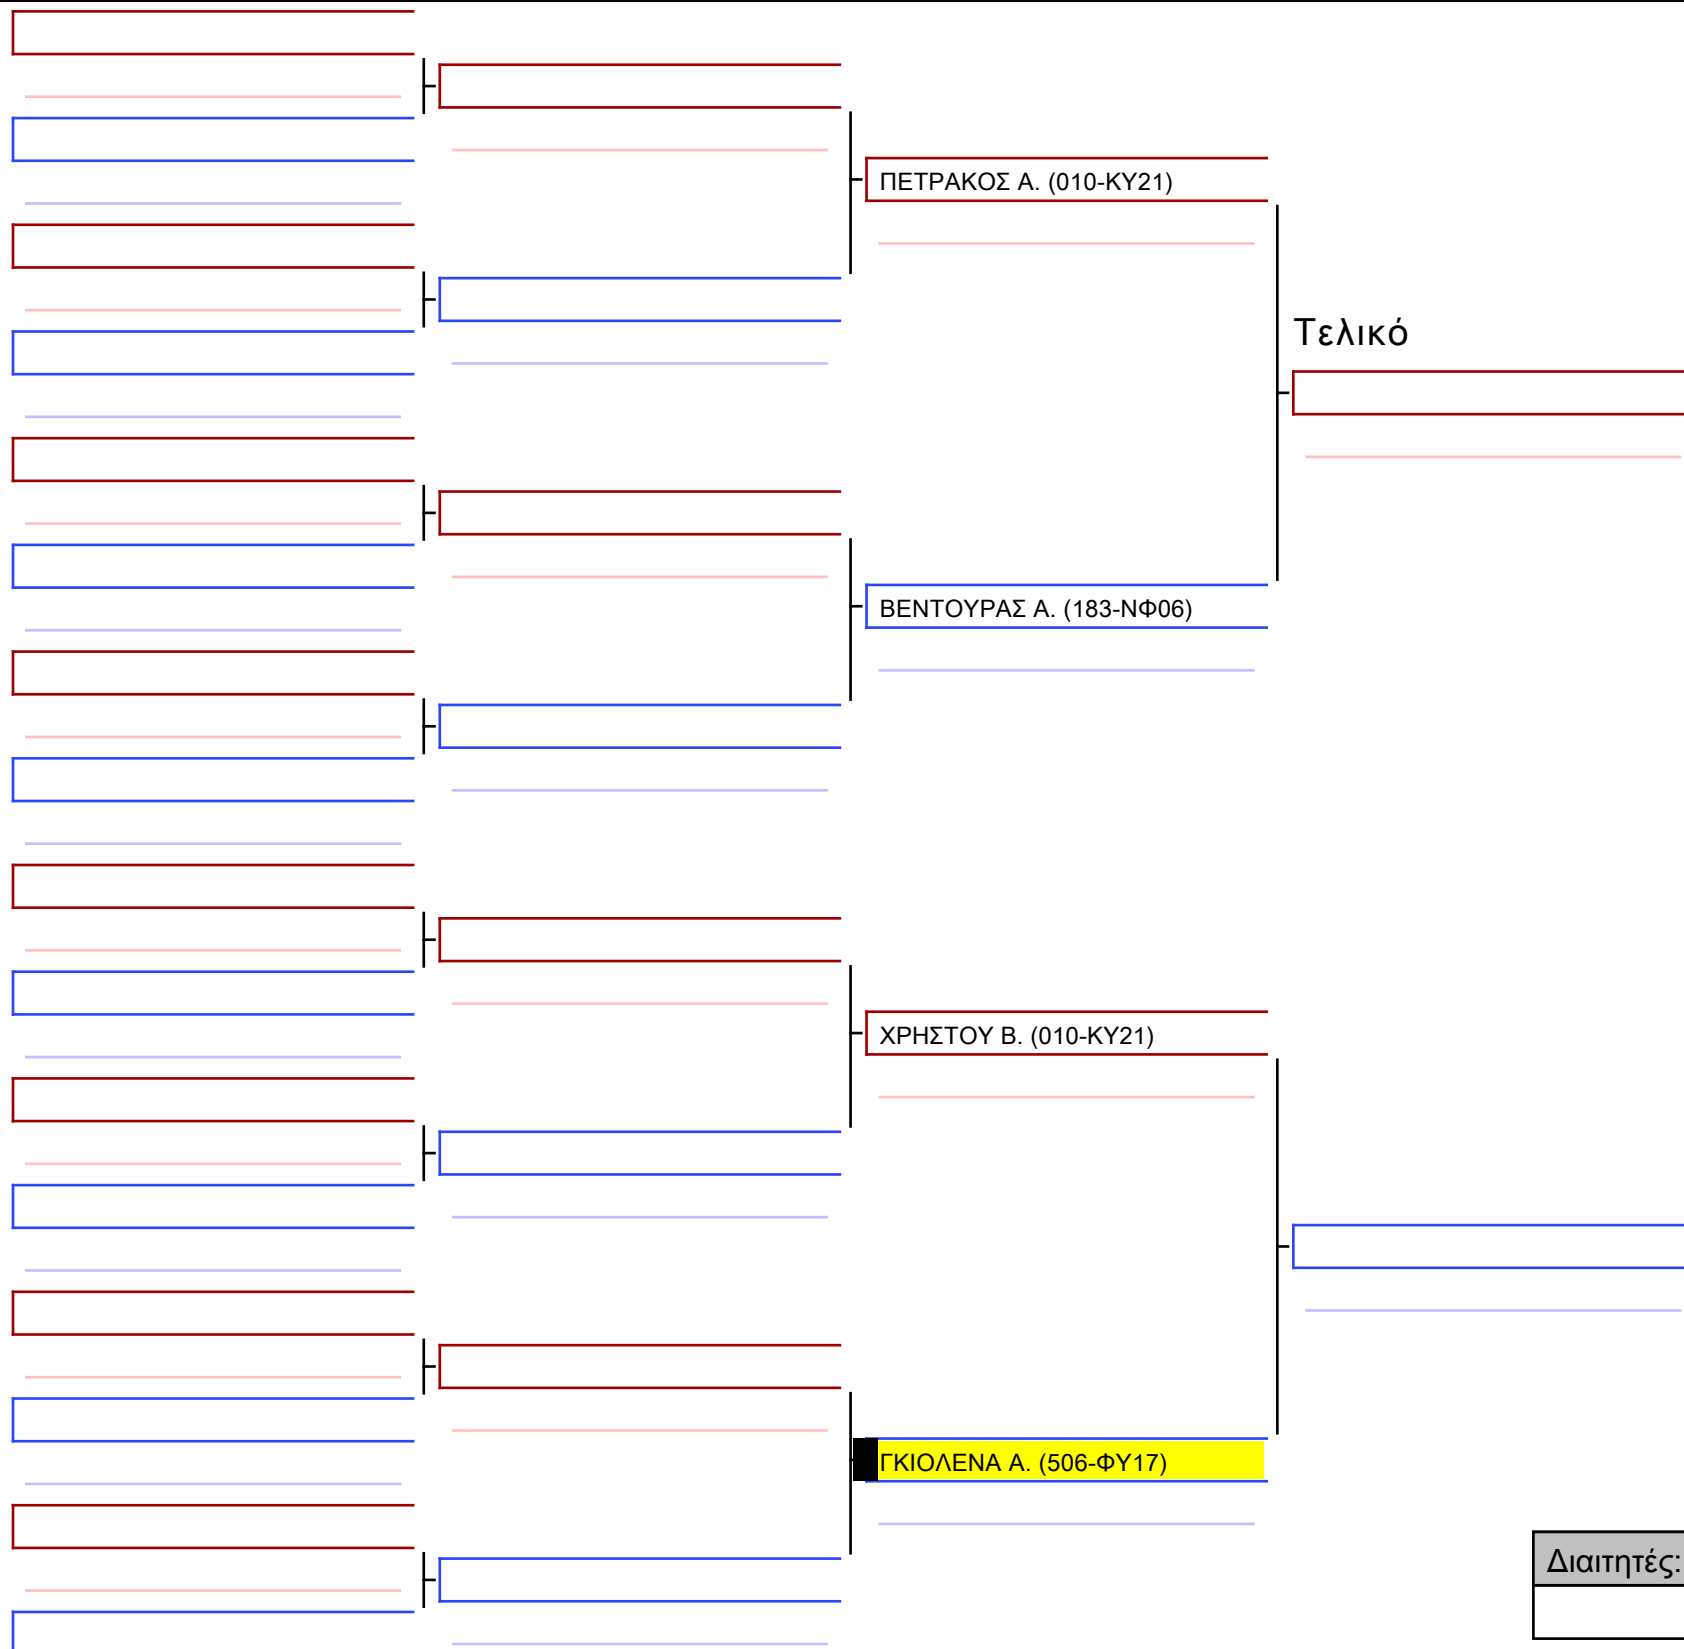 ΠΕΤΡΑΚΟΣ Α. (010-ΚΥ21)
Τελικό
ΒΕΝΤΟΥΡΑΣ Α. (183-ΝΦ06)
ΧΡΗΣΤΟΥ Β. (010-ΚΥ21)
ΓΚΙΟΛΕΝΑ Α. (506-ΦΥ17)
Διαιτητές: